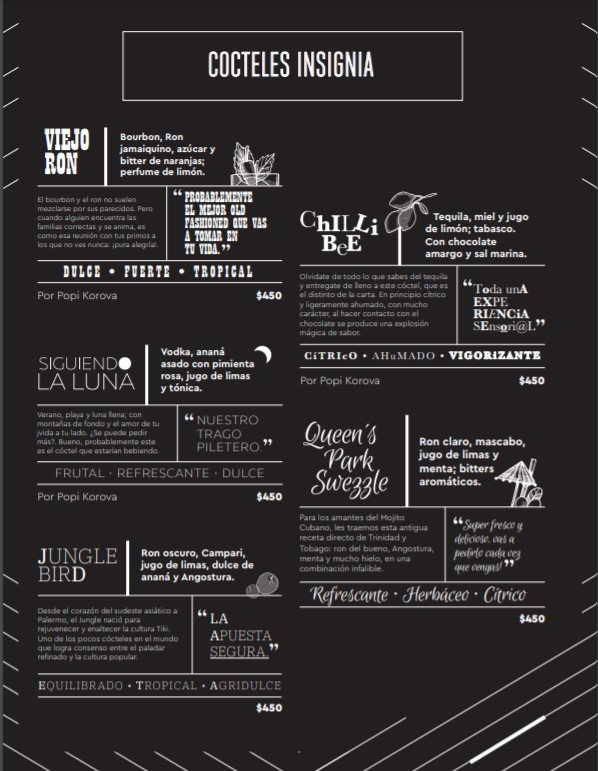 COCTELES INSIGNIA
VIEJO
RON
Bourbon, Ron
jamaiquino, azúcar y
bitter de naranjas;
perfume de limón.
El bourbon y el ron no suelen
mezclarse por sus parecidos. Pero
cuando alguien encuentra las
familias correctas y se anima, es
como esa reunión con tus primos a
los que no ves nunca: ¡pura alegría!.
“PROBABLEMENTE
EL MEJOR OLD
FASHIONED QUE VAS
A TOMAR EN
TU VIDA.”
DULCE • FUERTE • TROPICAL
Por Popi Korova $450
SIGUIENDO
LA LUNA
Vodka, ananá
asado con pimienta
rosa, jugo de limas
y tónica.
Verano, playa y luna llena; con
montañas de fondo y el amor de tu
jvida a tu lado. ¿Se puede pedir
más?. Bueno, probablemente este
es el cóctel que estarían bebiendo.
“NUESTRO
TRAGO
PILETERO.”
FRUTAL · REFRESCANTE · DULCE
Por Popi Korova $450
JUNGLE
BIRD
Ron oscuro, Campari,
jugo de limas, dulce de
ananá y Angostura.
Desde el corazón del sudeste asiático a
Palermo, el Jungle nació para
rejuvenecer y enaltecer la cultura Tiki.
Uno de los pocos cócteles en el mundo
que logra consenso entre el paladar
refinado y la cultura popular.
“LA
APUESTA
SEGURA.”
EQUILIBRADO • TROPICAL • AGRIDULCE
$450
ChILLi
BeE
Tequila, miel y jugo
de limón; tabasco.
Con chocolate
amargo y sal marina.
Olvidate de todo lo que sabes del tequila
y entregate de lleno a este cóctel, que es
el distinto de la carta. En principio cítrico
y ligeramente ahumado, con mucho
carácter, al hacer contacto con el
chocolate se produce una explosión
mágica de sabor.
“Toda unA
EXPE
RIENCiA
SEnsori@L”
CiTRIcO • AHuMADO • VIGORIZANTE
Por Popi Korova $450
Queen's
Park
Swezzle
Ron claro, mascabo,
jugo de limas y
menta; bitters
aromáticos.
Para los amantes del Mojito
Cubano, les traemos esta antigua
receta directo de Trinidad y
Tobago: ron del bueno, Angostura,
menta y mucho hielo, en una
combinación infalible.
“Super fresco y
delicioso. vas a
pedirlo cada vez
que vengas!”
Refrescante · Herbáceo · Cítrico
$450